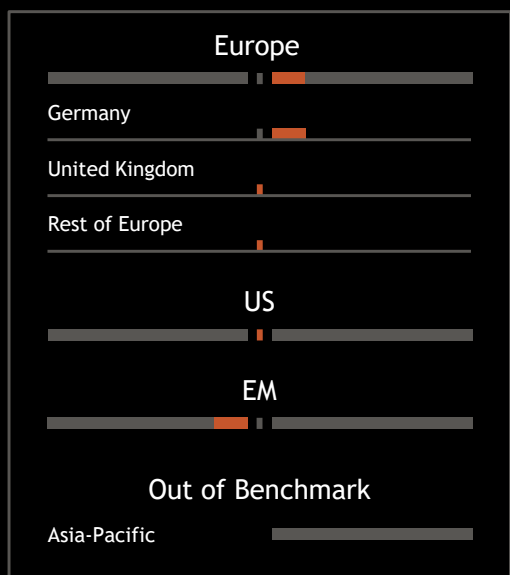 Europe
Germany
United Kingdom
Rest of Europe
US
EM
Out of Benchmark
Asia-Pacific